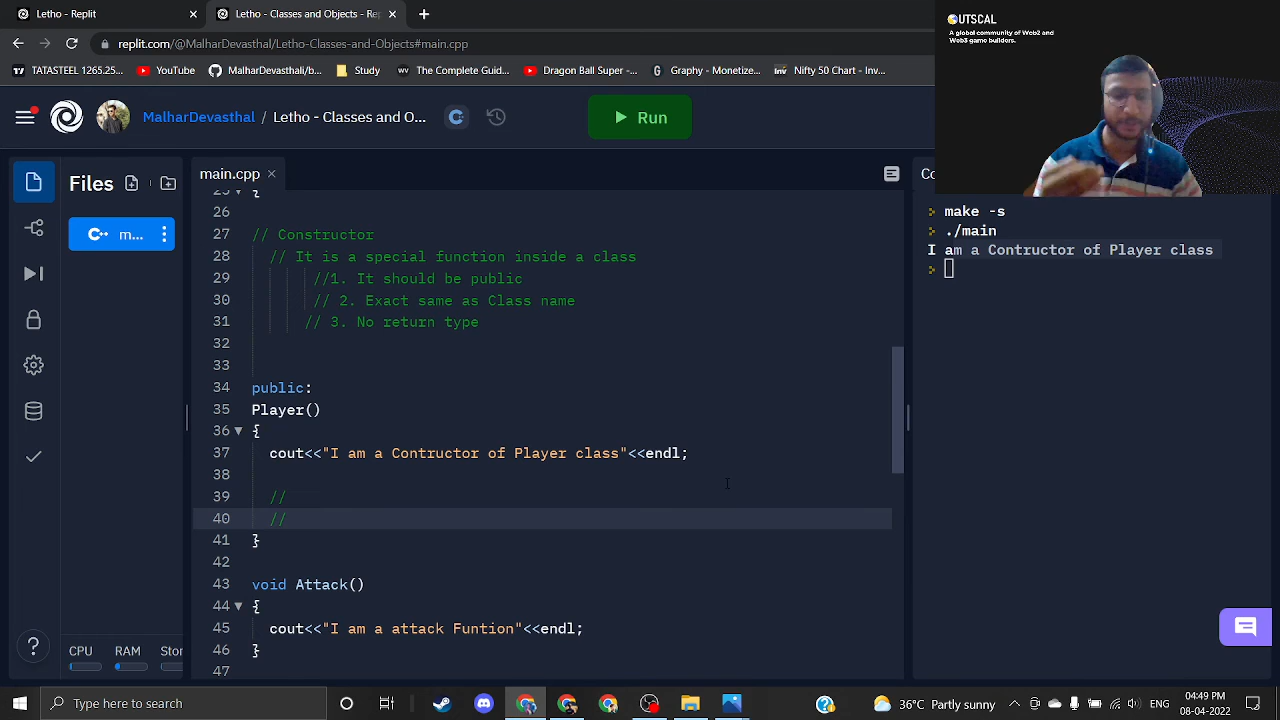 Letho - Replit
Letho - Classes and Objects - Rep
replit.com/@MalharDevasthal/Letho-Classes-and-Objects#main.cpp
TATASTEEL 1265.25...
YouTube
MalharDevasthali/b...
Study
The Complete Guid...
Dragon Ball Super -...
Graphy - Monetize...
Nifty 50 Chart - Inv...
OUTSCAL
A global community of Web2 and
Web3 game builders.
MalharDevasthal / Letho - Classes and O...
Run
Files
m...
main.cpp
Co
25 {
26
27 // Constructor
28 // It is a special function inside a class
29 //1. It should be public
30 // 2. Exact same as Class name
31 // 3. No return type
32
33
34 public:
35 Player()
36 {
37 cout<<"I am a Contructor of Player class"<<endl;
38
39 //
40 //
41 }
42
43 void Attack()
44 {
45 cout<<"I am a attack Funtion"<<endl;
46 }
47
make -s
./main
I am a Contructor of Player class
CPU RAM Stor
Type here to search
36°C Partly sunny
04:49 PM
08-04-2022